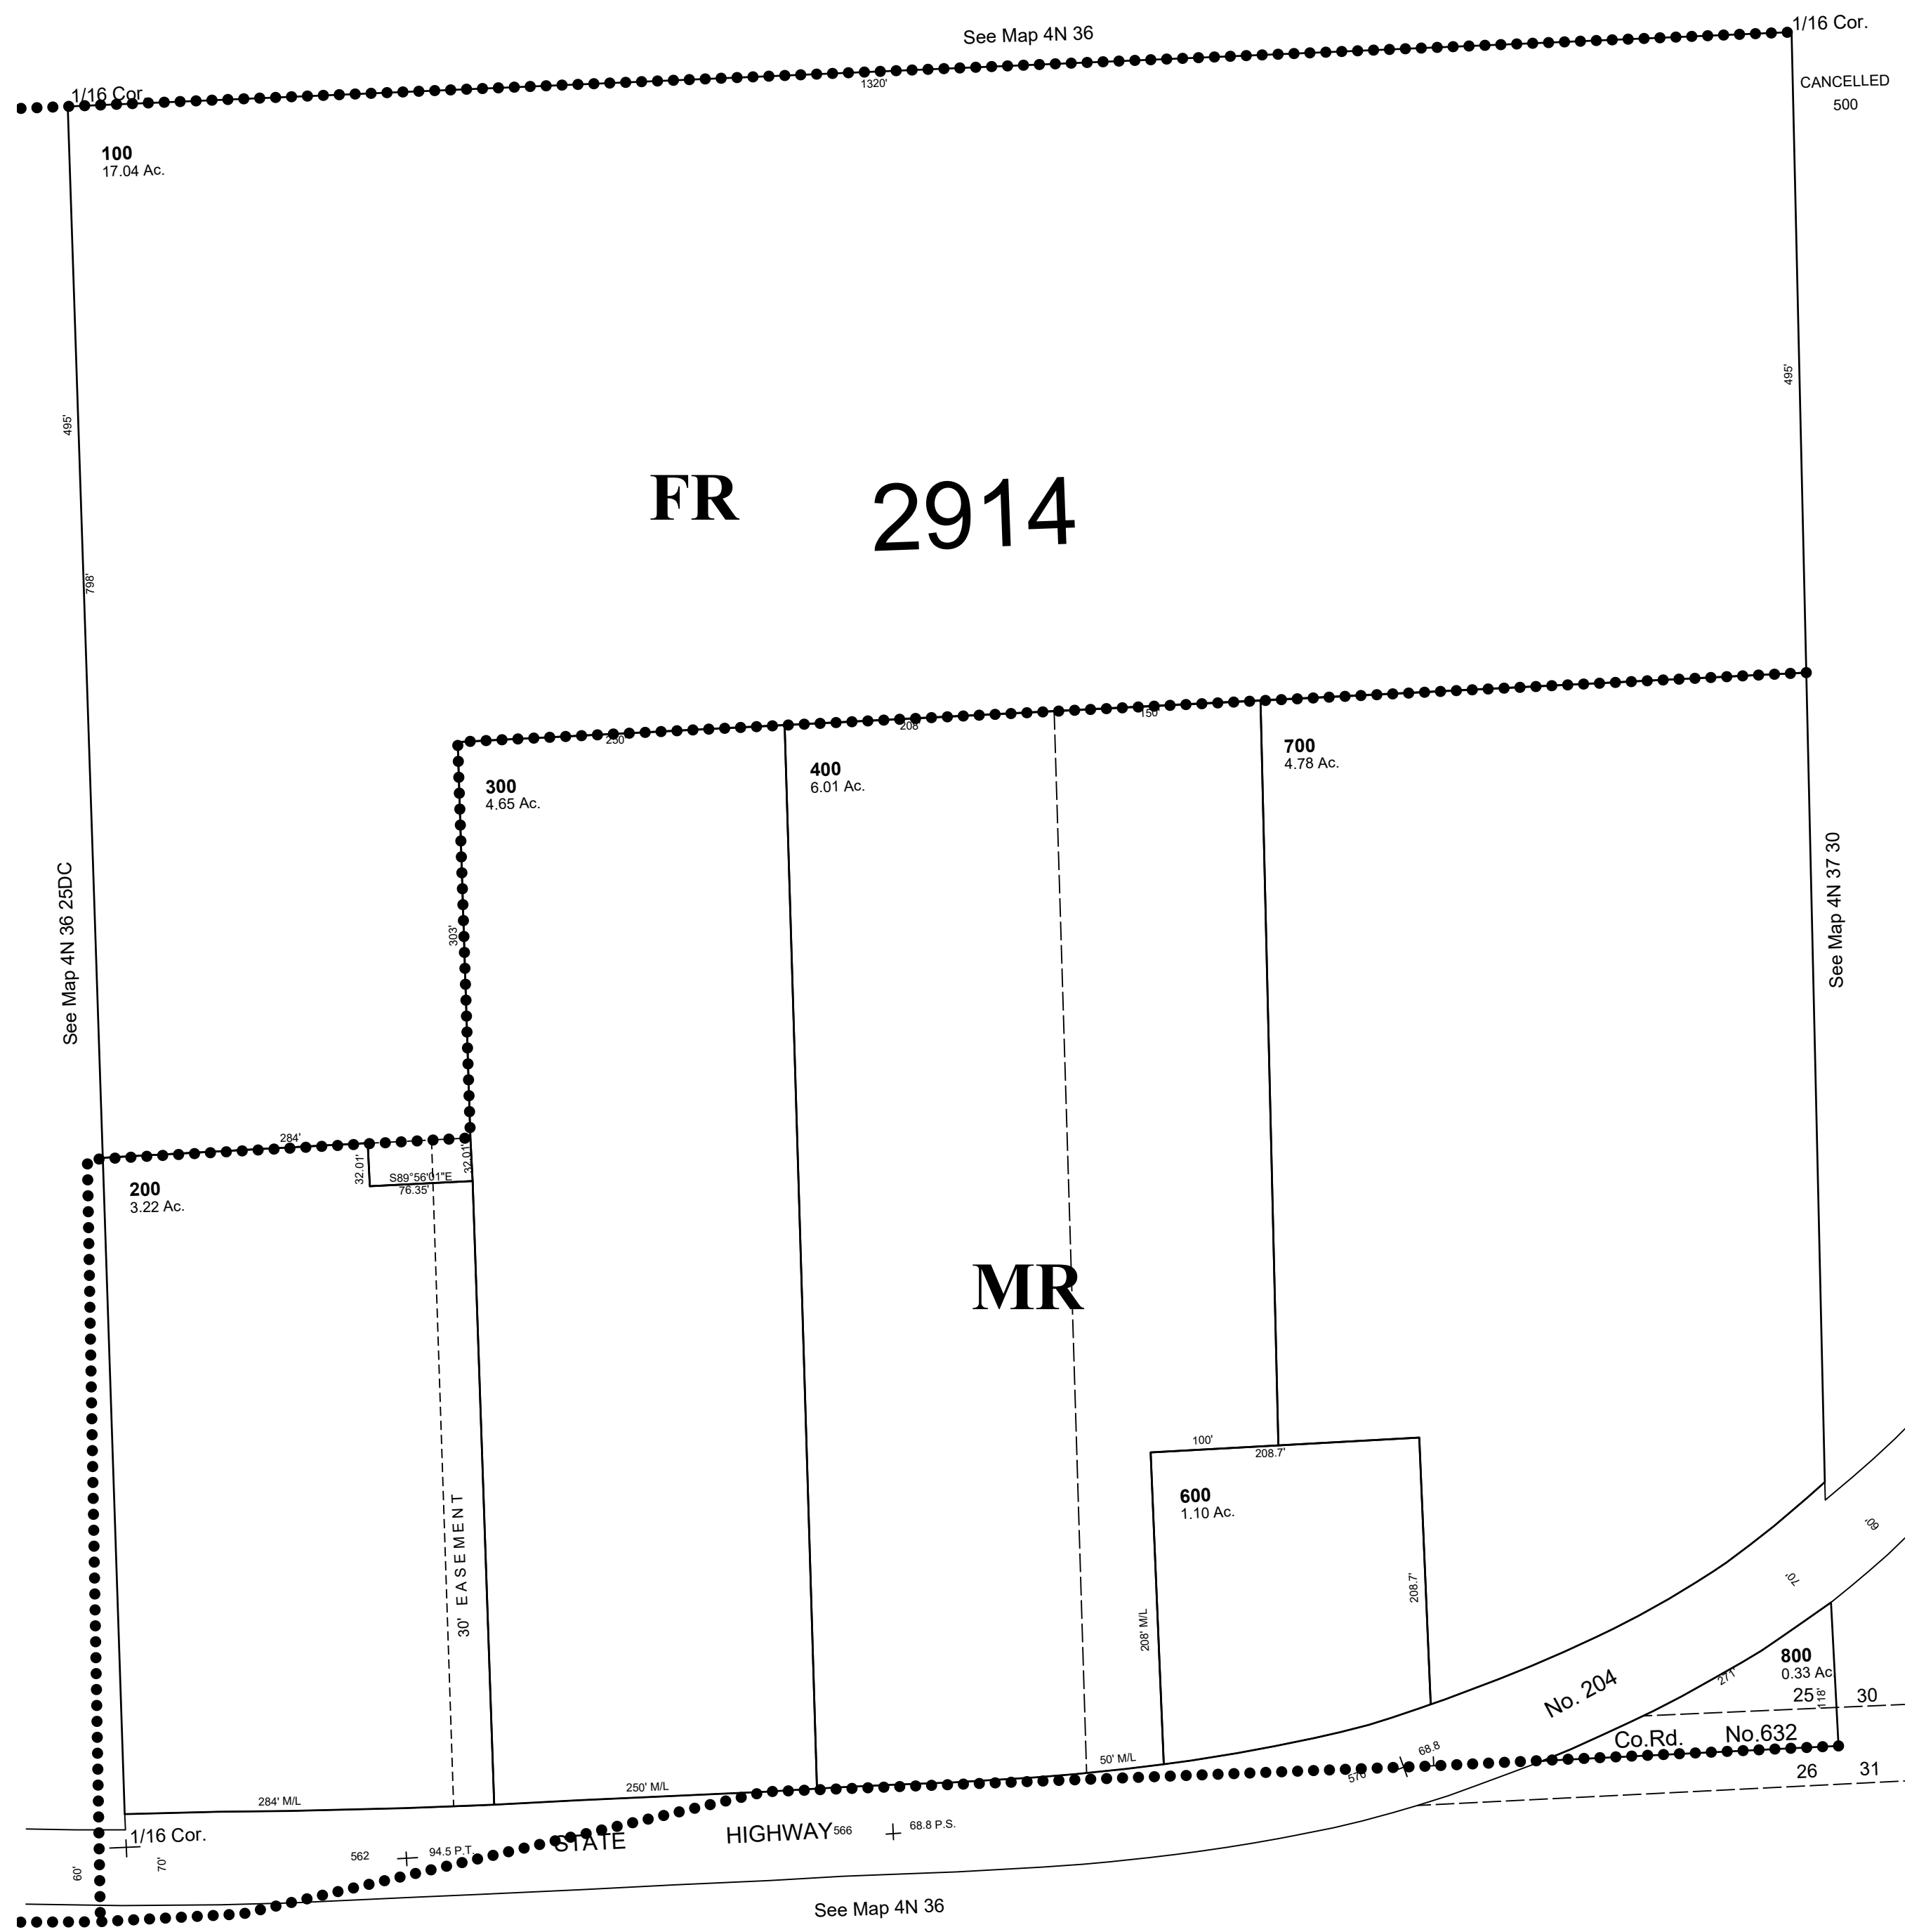 See Map 4N 36
1/16 Cor.
1/16 Cor.
1320'
CANCELLED
500
100
17.04 Ac.
495'
495'
798'
FR
2914
250'
208'
150'
300
4.65 Ac.
400
6.01 Ac.
700
4.78 Ac.
See Map 4N 36 25DC
See Map 4N 37 30
303'
284'
32.01'
32.01'
S89°56'01"E
76.35'
200
3.22 Ac.
MR
30' EASEMENT
100'
208.7'
600
1.10 Ac.
208' M/L
208.7'
60'
70'
800
0.33 Ac
271'
118'
25
30
No. 204
Co.Rd. No.632
68.8
576
26
31
50' M/L
250' M/L
284' M/L
1/16 Cor.
STATE HIGHWAY
566
68.8 P.S.
562
94.5 P.T.
60'
70'
See Map 4N 36